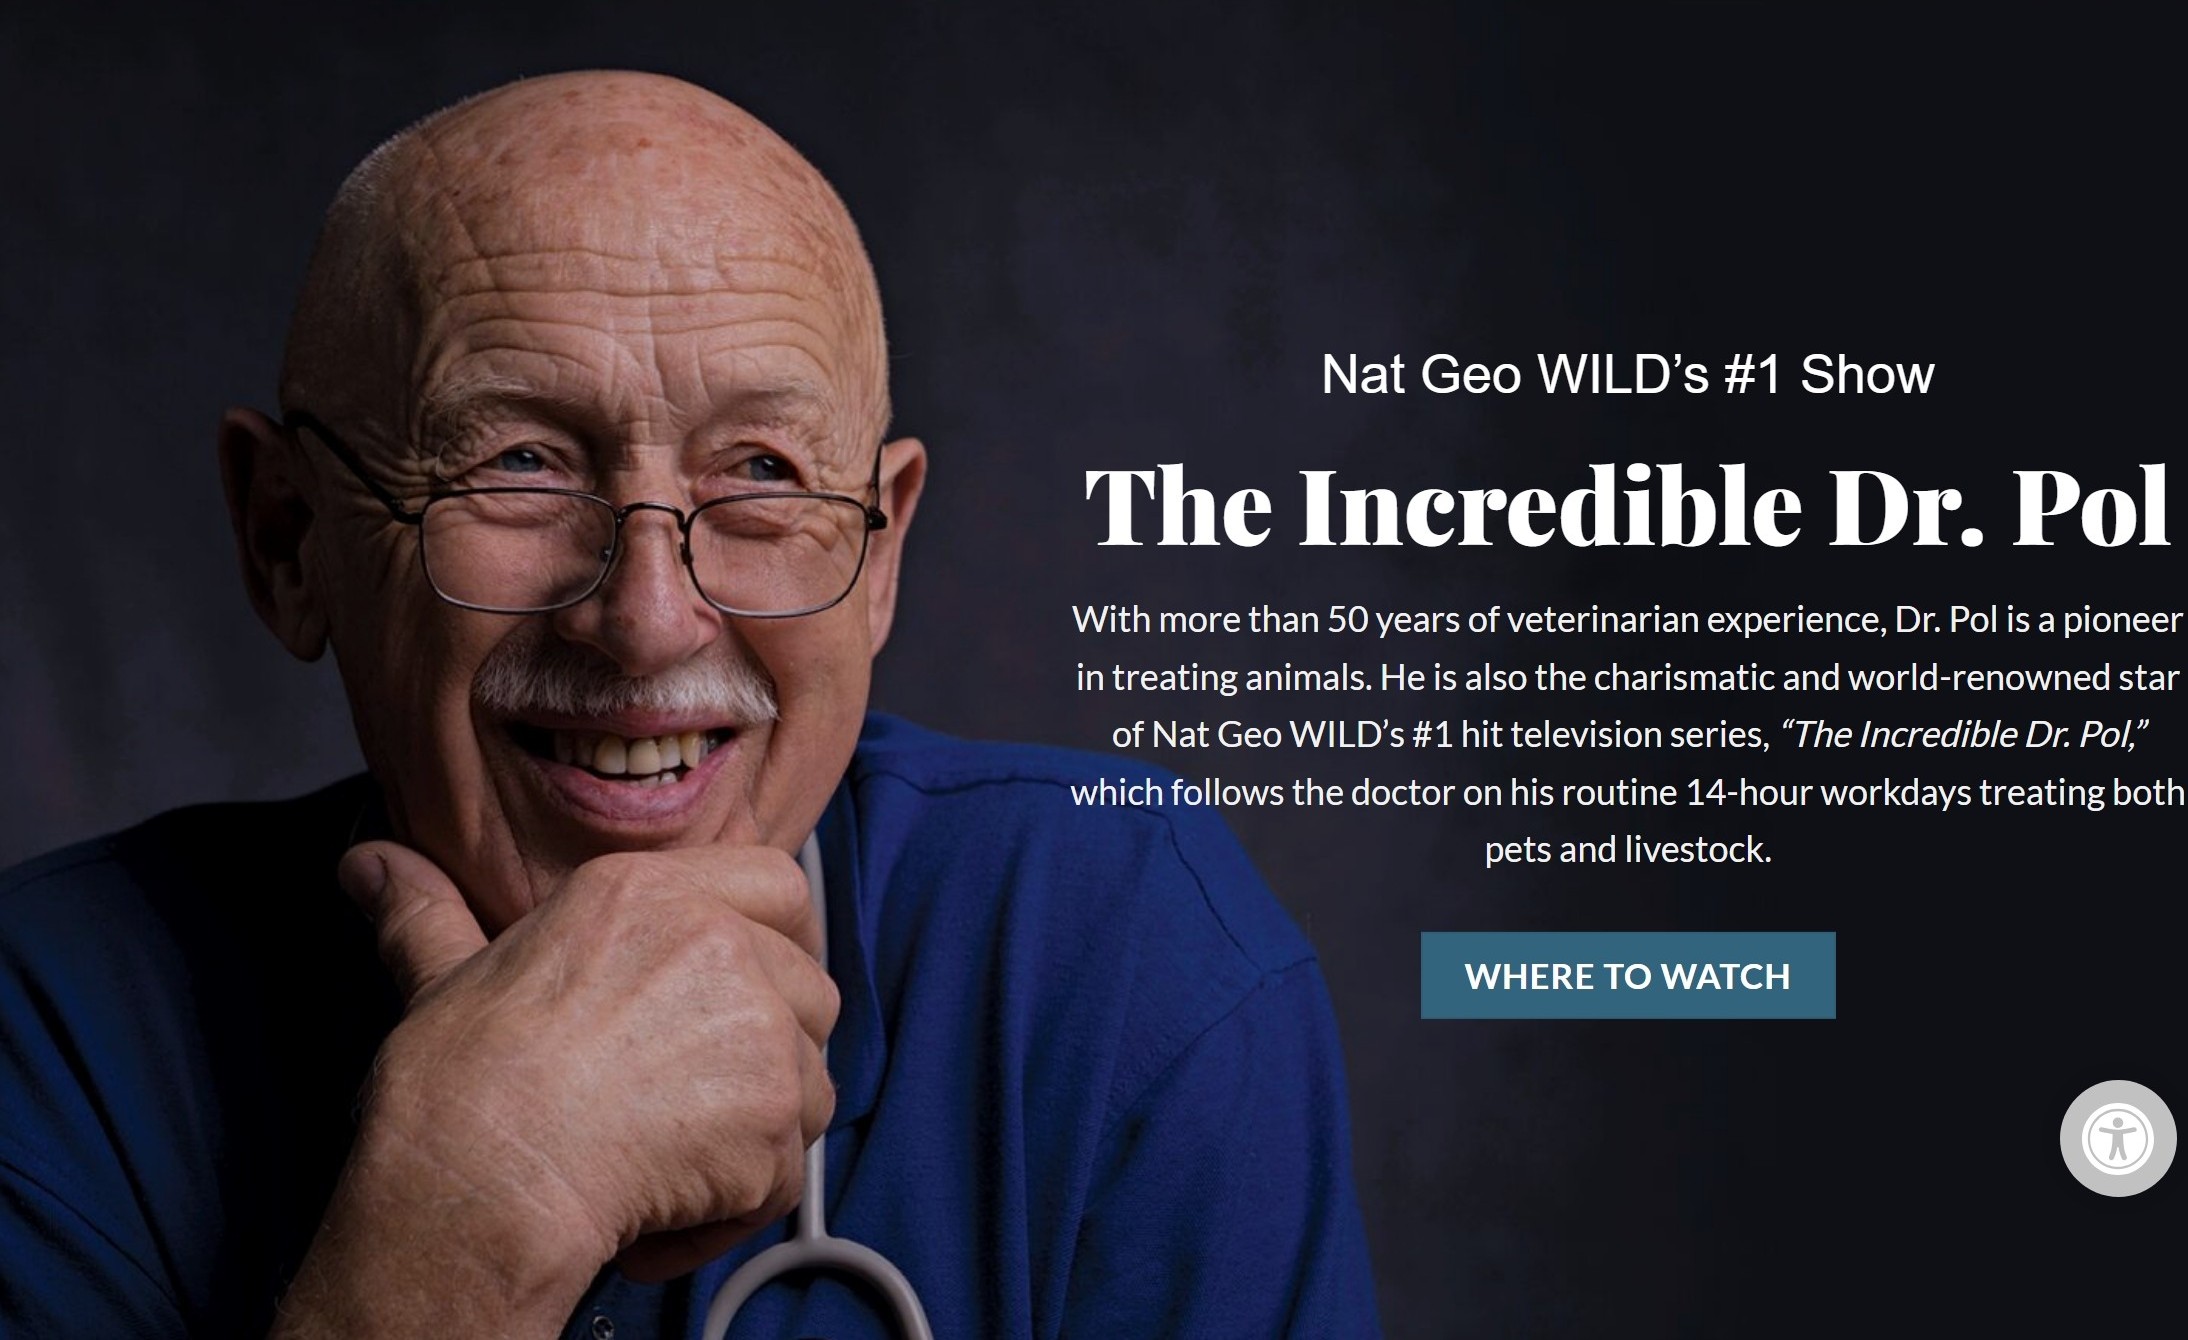 Nat Geo WILD’s #1 Show
The Incredible Dr. Pol
With more than 50 years of veterinarian experience, Dr. Pol is a pioneer
in treating animals. He is also the charismatic and world-renowned star
of Nat Geo WILD’s #1 hit television series, “The Incredible Dr. Pol,”
which follows the doctor on his routine 14-hour workdays treating both
pets and livestock.
WHERE TO WATCH